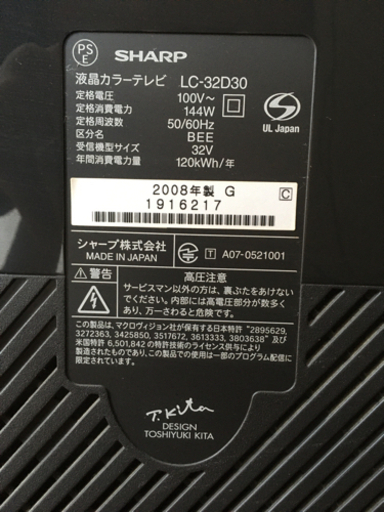 PS
E
SHARP
液晶カラーテレビ LC-32D30
定格電圧 100V～
定格消費電力 144W
定格周波数 50/60Hz
区分名 BEE
受信機型サイズ 32V
年間消費電力量 120kWh/年
S
UL Japan
2008年製 G
C
1916217
シャープ株式会社
MADE IN JAPAN
T A07-0521001
警告
高圧注意
サービスマン以外の方は、裏ぶたをあけない
でください。内部には高電圧部分が数多く
あり、万一さわると危険です。
この製品は、マクロヴィジョン社が保有する日本特許 "2895629,
3272363, 3425850, 3517672, 3613333, 3803638" および
米国特許 6,501,842 の特許技術のライセンス供与により
製造されました。この製品での使用は一部のプログラム配信に
限定されています。
T. Kita
DESIGN
TOSHIYUKI KITA